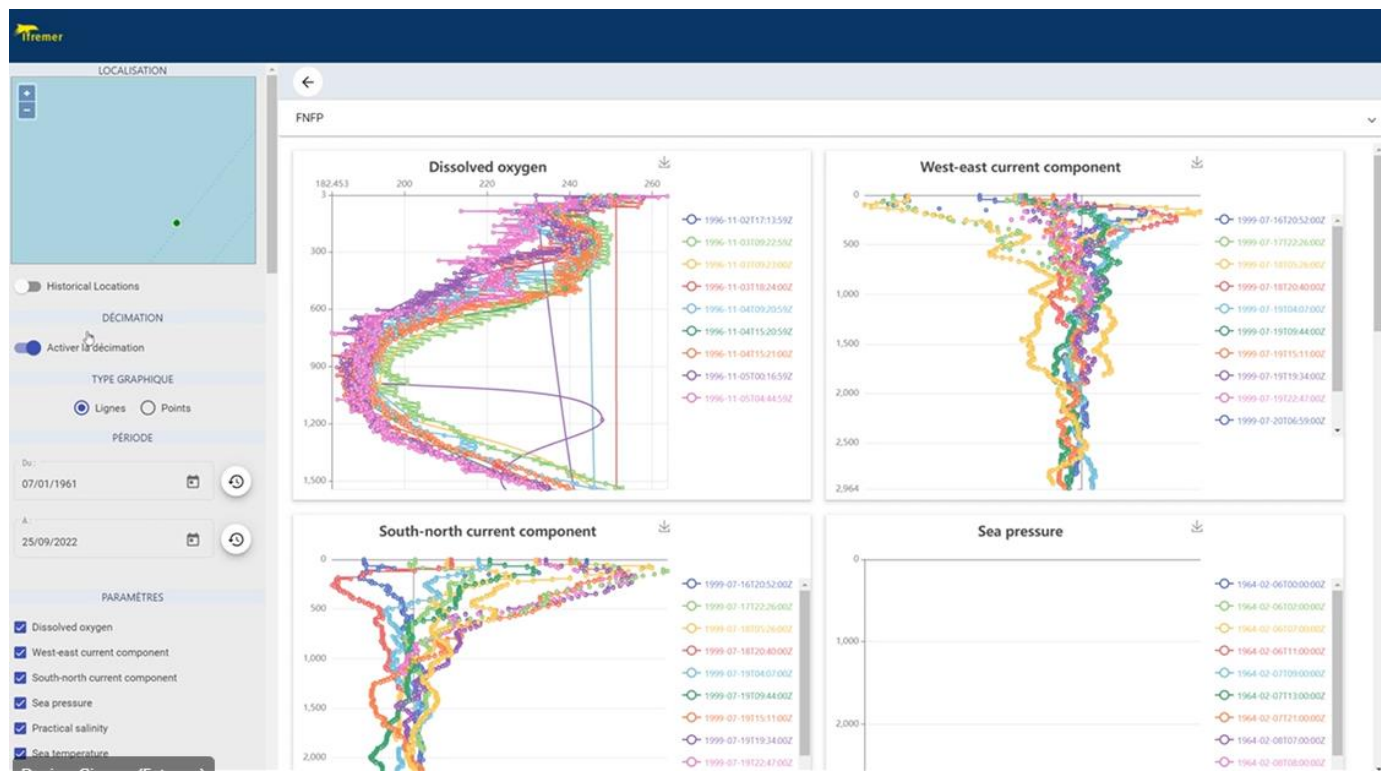 ifremer
LOCALISATION
+
-
Historical Locations
DÉCIMATION
Activer la décimation
TYPE GRAPHIQUE
Lignes Points
PÉRIODE
Du :
07/01/1961
A :
25/09/2022
PARAMÈTRES
Dissolved oxygen
West-east current component
South-north current component
Sea pressure
Practical salinity
Sea temperature
FNFP
Dissolved oxygen
182.453 200 220 240 260
3
300
600
900
1,200
1,500
1996-11-02T17:13:59Z
1996-11-03T09:22:59Z
1996-11-03T09:23:00Z
1996-11-03T18:24:00Z
1996-11-04T09:20:59Z
1996-11-04T15:20:59Z
1996-11-04T15:21:00Z
1996-11-05T00:16:59Z
1996-11-05T04:44:59Z
West-east current component
0
500
1,000
1,500
2,000
2,500
2,964
1999-07-16T20:52:00Z
1999-07-17T22:26:00Z
1999-07-18T05:26:00Z
1999-07-18T20:40:00Z
1999-07-19T04:07:00Z
1999-07-19T09:44:00Z
1999-07-19T15:11:00Z
1999-07-19T19:34:00Z
1999-07-19T22:47:00Z
1999-07-20T06:59:00Z
South-north current component
0
500
1,000
1,500
2,000
1999-07-16T20:52:00Z
1999-07-17T22:26:00Z
1999-07-18T05:26:00Z
1999-07-18T20:40:00Z
1999-07-19T04:07:00Z
1999-07-19T09:44:00Z
1999-07-19T15:11:00Z
1999-07-19T19:34:00Z
1999-07-19T22:47:00Z
Sea pressure
0
1,000
2,000
1964-02-06T00:00:00Z
1964-02-06T02:00:00Z
1964-02-06T07:00:00Z
1964-02-06T11:00:00Z
1964-02-07T09:00:00Z
1964-02-07T13:00:00Z
1964-02-07T21:00:00Z
1964-02-08T07:00:00Z
1964-02-08T08:00:00Z